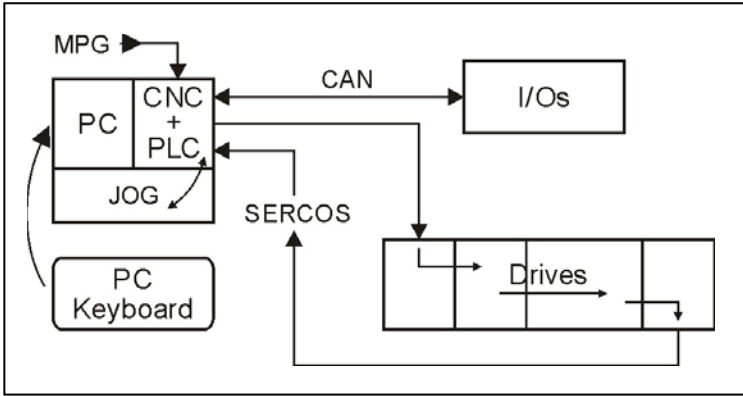 MPG
CAN
I/Os
PC
CNC
+
PLC
JOG
SERCOS
PC
Keyboard
Drives